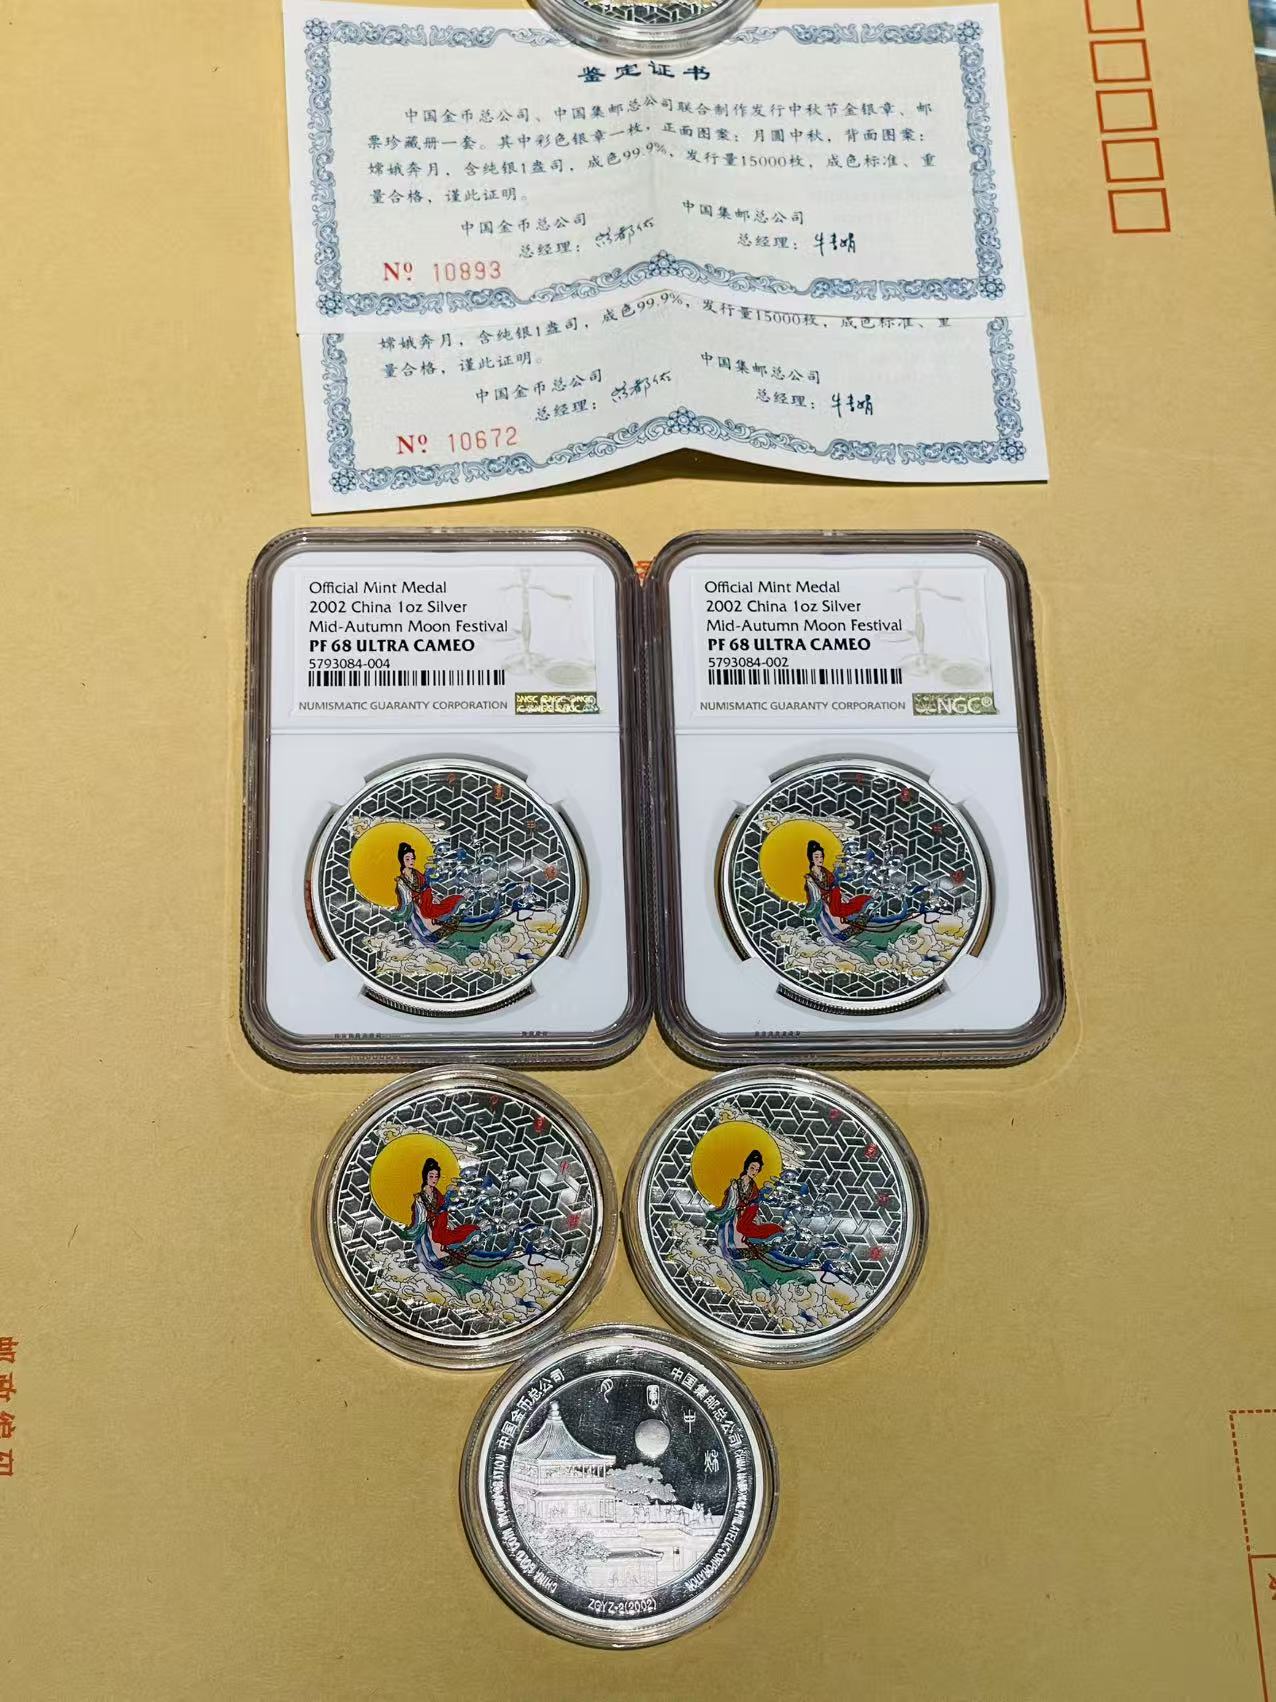 鉴定证书
中国金币总公司、中国集邮总公司联合制作发行中秋节金银章、邮
票珍藏册一套。其中彩色银章一枚，正面图案：月圆中秋，背面图案：
嫦娥奔月，含纯银1盎司，成色99.9%，发行量15000枚，成色标准、重
量合格，谨此证明。
中国金币总公司
中国集邮总公司
总经理：
总经理：
Nº 10893
嫦娥奔月，含纯银1盎司，成色99.9%，发行量15000枚，成色标准、重
量合格，谨此证明。
中国金币总公司
中国集邮总公司
总经理：
总经理：
Nº 10672
Official Mint Medal
2002 China 1oz Silver
Mid-Autumn Moon Festival
PF 68 ULTRA CAMEO
5793084-004
NUMISMATIC GUARANTY CORPORATION
Official Mint Medal
2002 China 1oz Silver
Mid-Autumn Moon Festival
PF 68 ULTRA CAMEO
5793084-002
NUMISMATIC GUARANTY CORPORATION NGC®
中国金币总公司
中国集邮总公司
月圆中秋
CHINA GOLD COIN INCORPORATION
CHINA NATIONAL PHILATELIC CORPORATION
ZGYZ-2(2002)